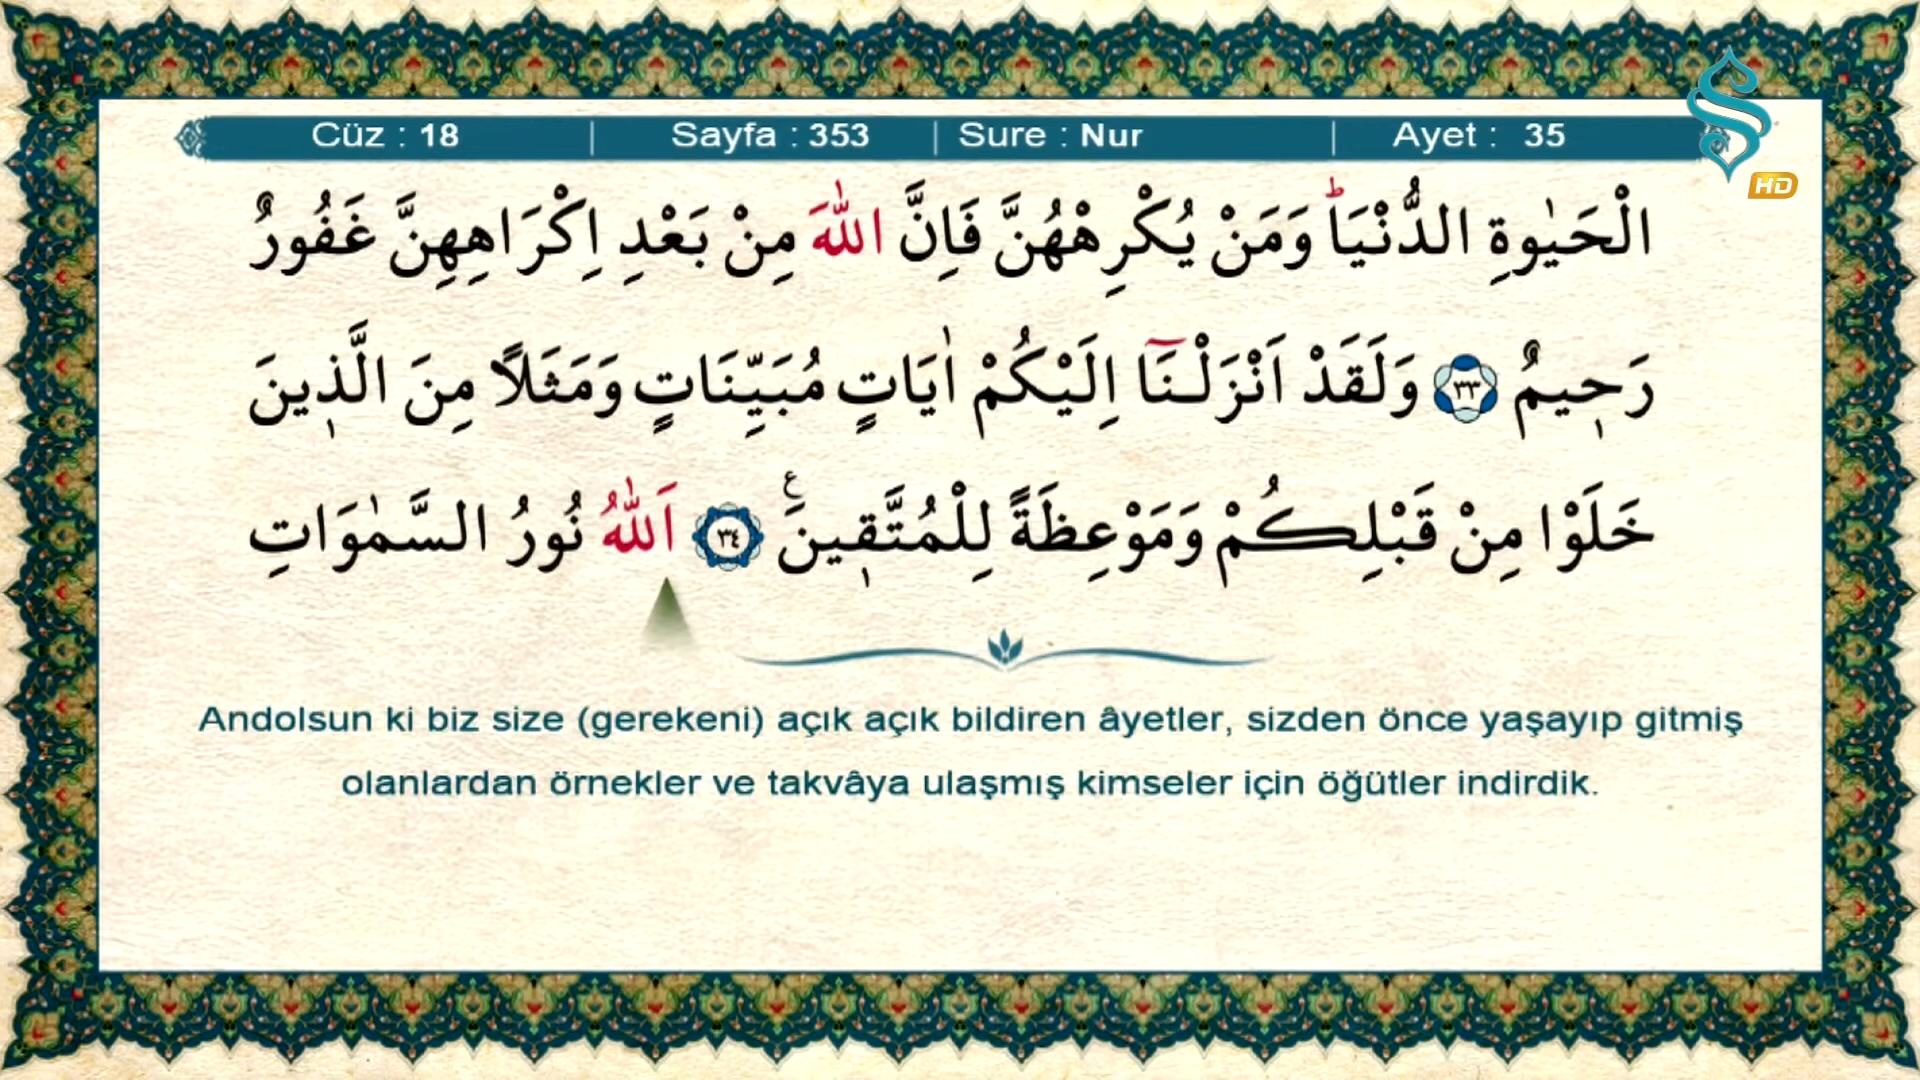 Cüz : 18 | Sayfa : 353 | Sure : Nur | Ayet : 35
HD
الْحَيٰوةِ الدُّنْيَاۜ وَمَنْ يُكْرِهْهُنَّ فَاِنَّ اللّٰهَ مِنْ بَعْدِ اِكْرَاهِهِنَّ غَفُورٌ
رَح۪يمٌ ﴿٣٣﴾ وَلَقَدْ اَنْزَلْـنَٓا اِلَيْكُمْ اٰيَاتٍ مُبَيِّنَاتٍ وَمَثَلًا مِنَ الَّذ۪ينَ
خَلَوْا مِنْ قَبْلِكُمْ وَمَوْعِظَةً لِلْمُتَّق۪ينَ۟ ﴿٣٤﴾ اَللّٰهُ نُورُ السَّمٰوَاتِ
Andolsun ki biz size (gerekeni) açık açık bildiren âyetler, sizden önce yaşayıp gitmiş
olanlardan örnekler ve takvâya ulaşmış kimseler için öğütler indirdik.